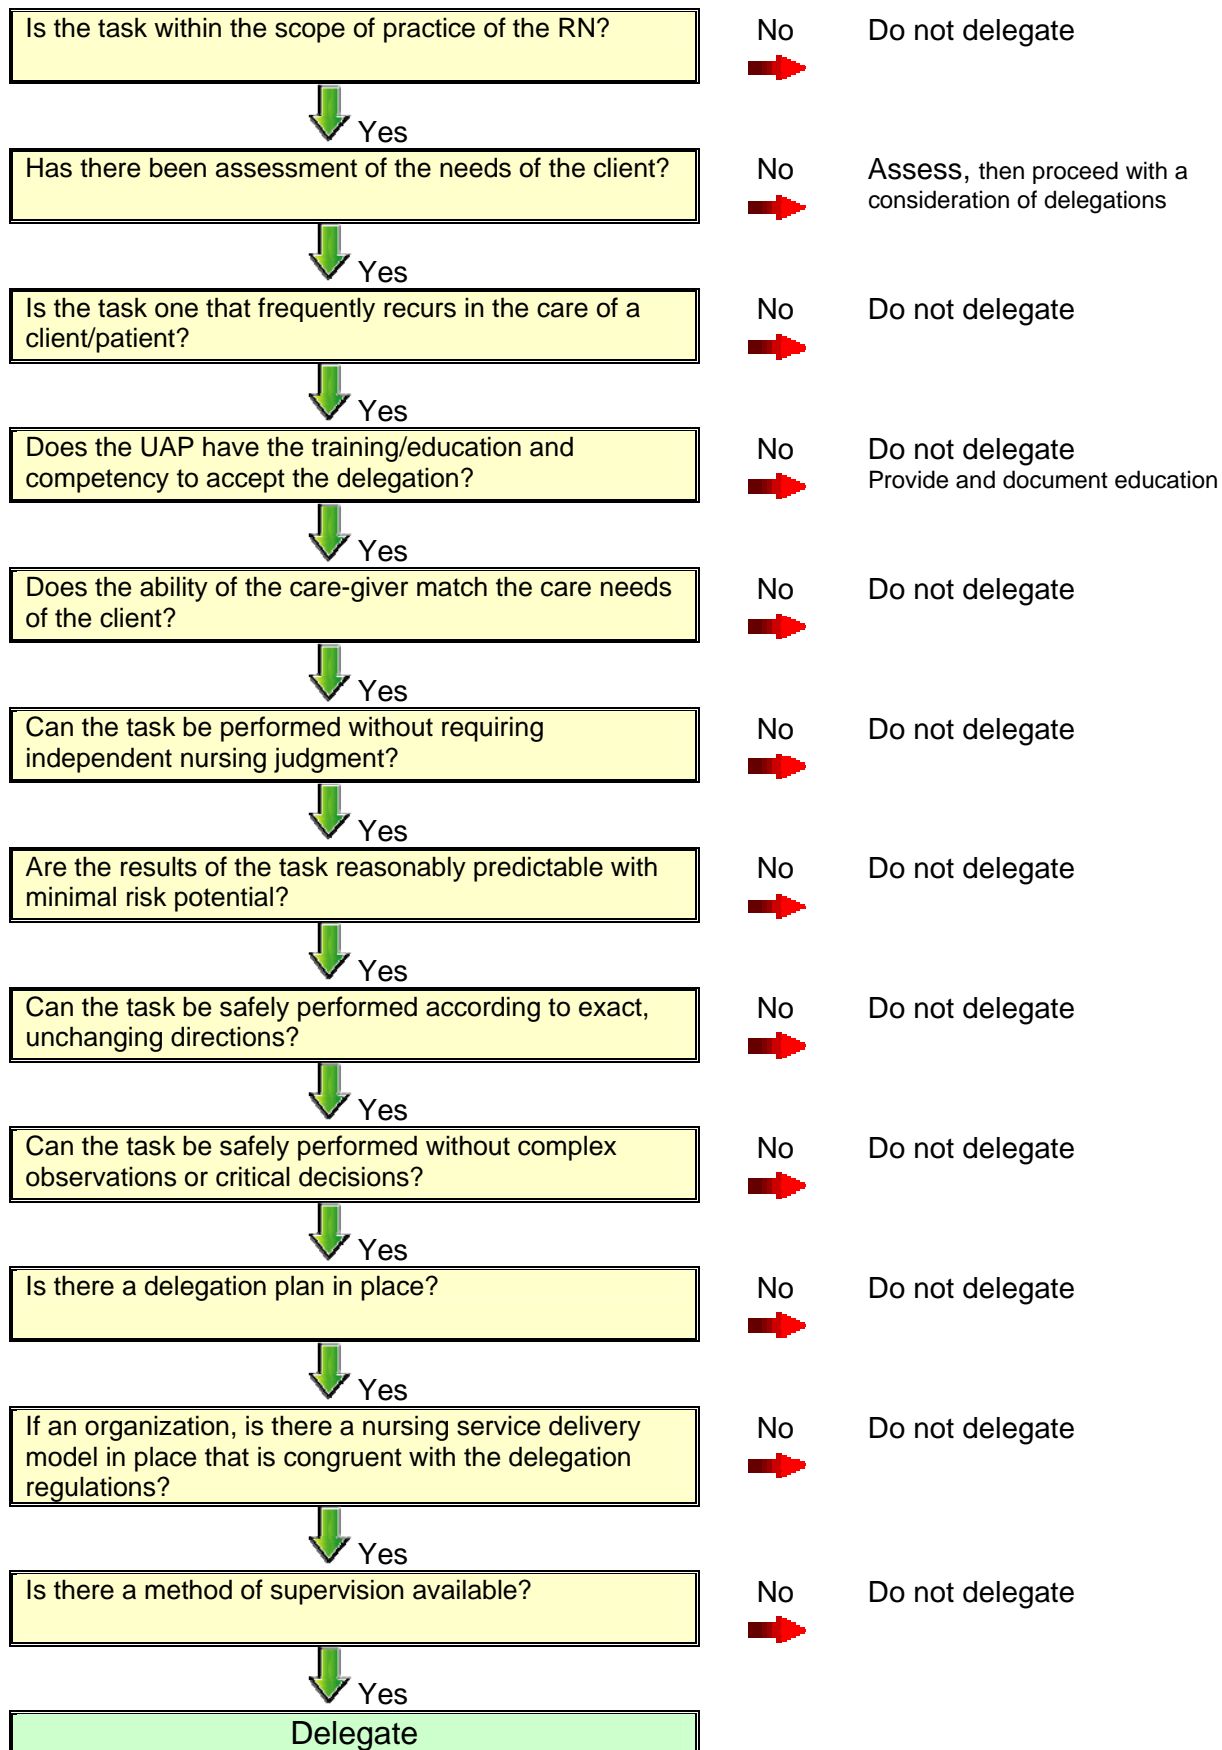 Is the task within the scope of practice of the RN?
No
Do not delegate
Yes
Has there been assessment of the needs of the client?
No
Assess, then proceed with a
consideration of delegations
Yes
Is the task one that frequently recurs in the care of a
client/patient?
No
Do not delegate
Yes
Does the UAP have the training/education and
competency to accept the delegation?
No
Do not delegate
Provide and document education
Yes
Does the ability of the care-giver match the care needs
of the client?
No
Do not delegate
Yes
Can the task be performed without requiring
independent nursing judgment?
No
Do not delegate
Yes
Are the results of the task reasonably predictable with
minimal risk potential?
No
Do not delegate
Yes
Can the task be safely performed according to exact,
unchanging directions?
No
Do not delegate
Yes
Can the task be safely performed without complex
observations or critical decisions?
No
Do not delegate
Yes
Is there a delegation plan in place?
No
Do not delegate
Yes
If an organization, is there a nursing service delivery
model in place that is congruent with the delegation
regulations?
No
Do not delegate
Yes
Is there a method of supervision available?
No
Do not delegate
Yes
Delegate